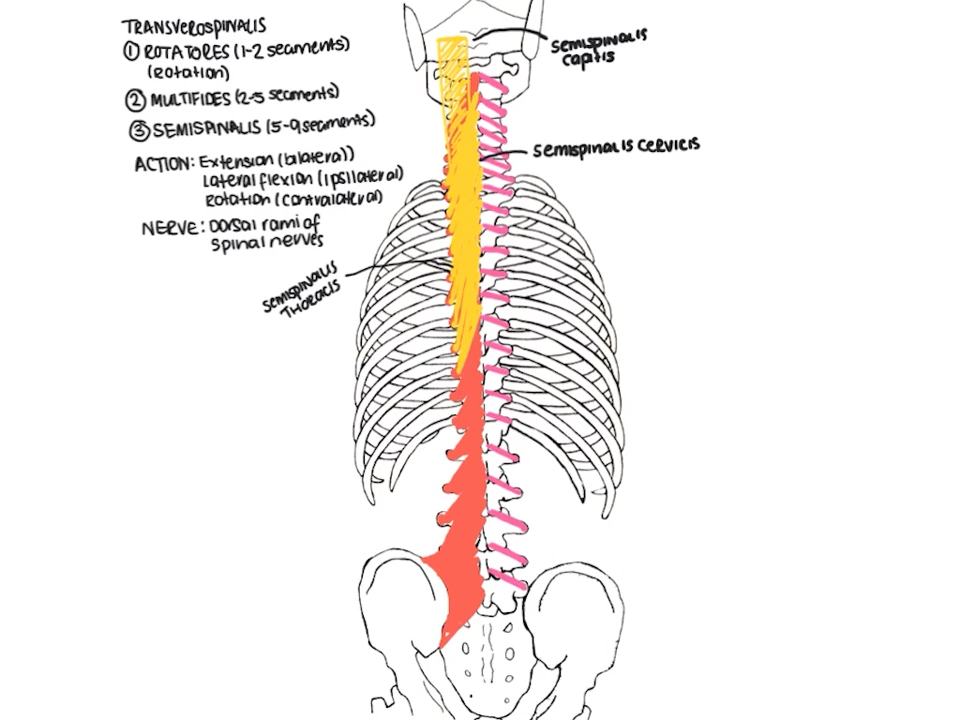 TRANSVEROSPINALIS
① ROTATORES (1-2 segments)
(Rotation)
② MULTIFIDES (2-5 segments)
③ SEMISPINALIS (5-9 segments)
ACTION: Extension (bilateral)
Lateral flexion (ipsilateral)
Rotation (contralateral)
NERVE: Dorsal rami of
spinal nerves
SEMISPINALIS
CAPITIS
SEMISPINALIS CERVICIS
SEMISPINALIS
THORACIS